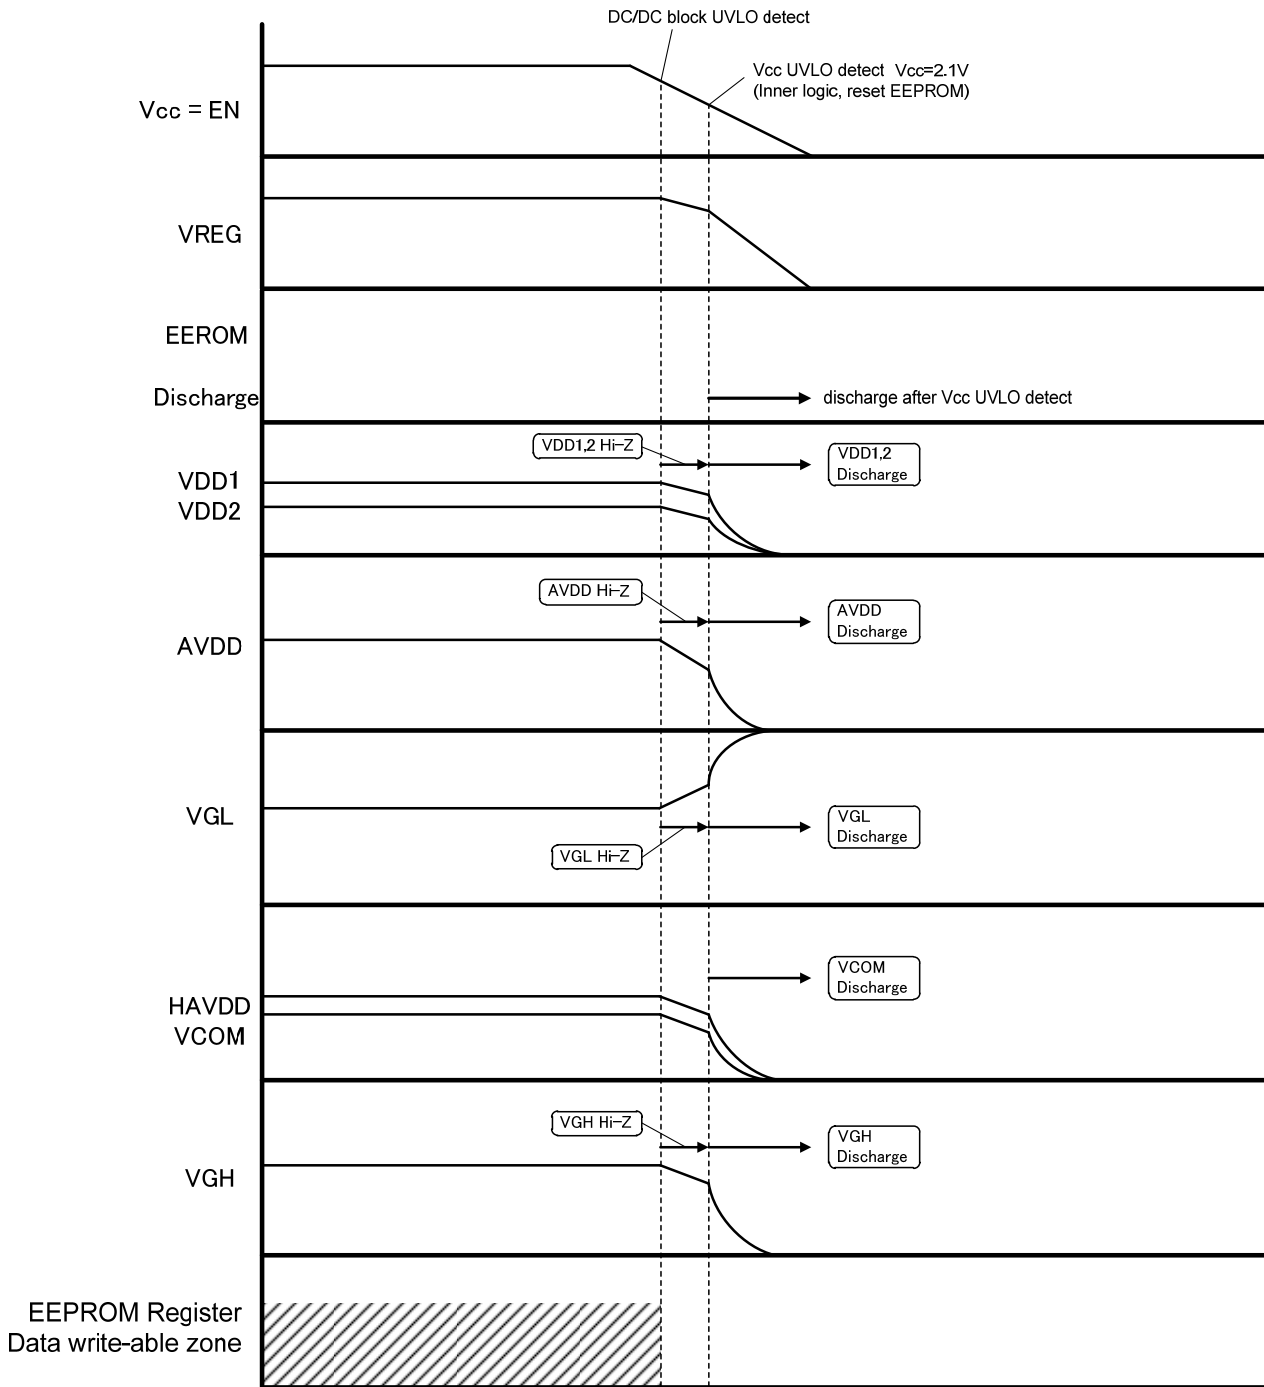 DC/DC block UVLO detect
Vcc UVLO detect Vcc=2.1V
(Inner logic, reset EEPROM)
Vcc = EN
VREG
EEROM
Discharge
discharge after Vcc UVLO detect
VDD1,2 Hi-Z
VDD1,2
Discharge
VDD1
VDD2
AVDD Hi-Z
AVDD
Discharge
AVDD
VGL
VGL
Discharge
VGL Hi-Z
VCOM
Discharge
HAVDD
VCOM
VGH Hi-Z
VGH
Discharge
VGH
EEPROM Register
Data write-able zone